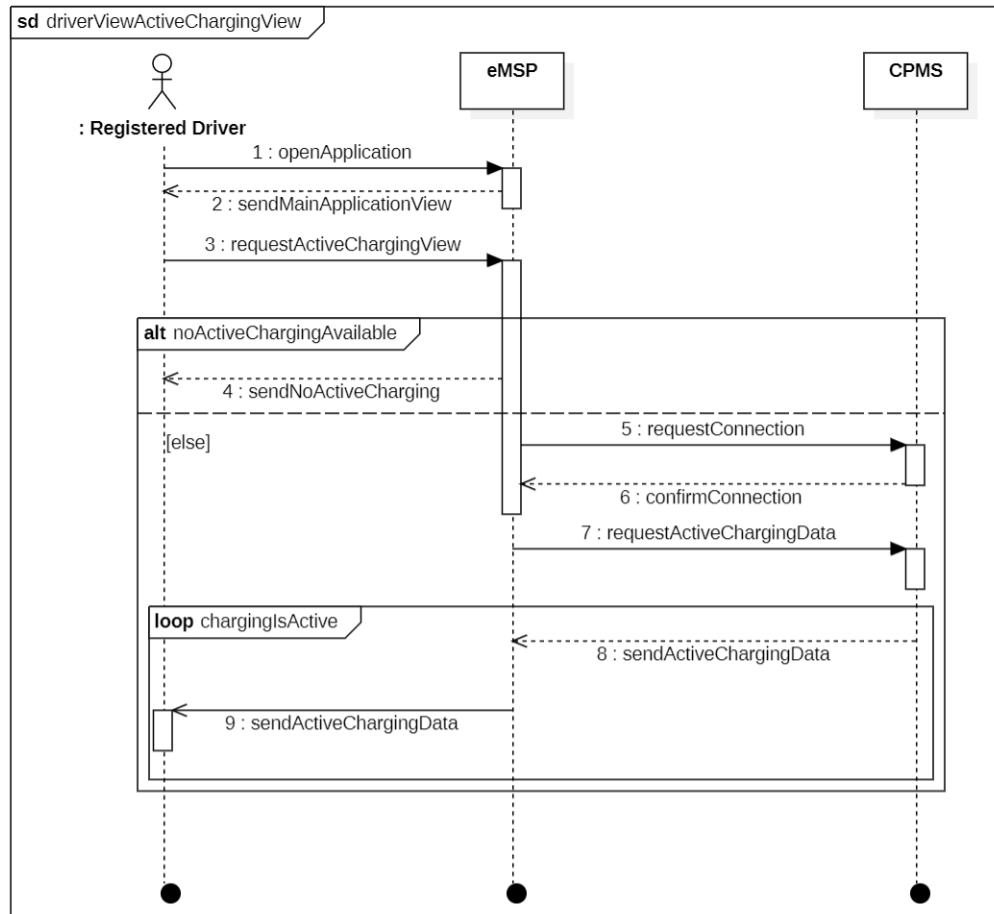 sd driverViewActiveChargingView
eMSP
CPMS
: Registered Driver
1 : openApplication
2 : sendMainApplicationView
3 : requestActiveChargingView
alt noActiveChargingAvailable
4 : sendNoActiveCharging
[else]
5 : requestConnection
6 : confirmConnection
7 : requestActiveChargingData
loop chargingIsActive
8 : sendActiveChargingData
9 : sendActiveChargingData